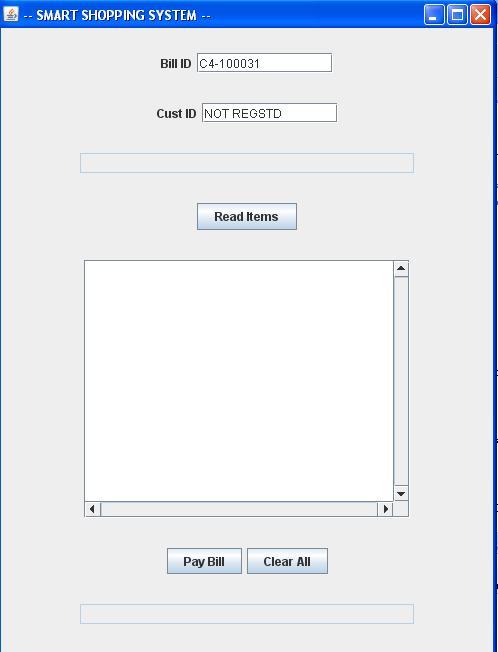 -- SMART SHOPPING SYSTEM --
Bill ID C4-100031
Cust ID NOT REGSTD
Read Items
Pay Bill Clear All